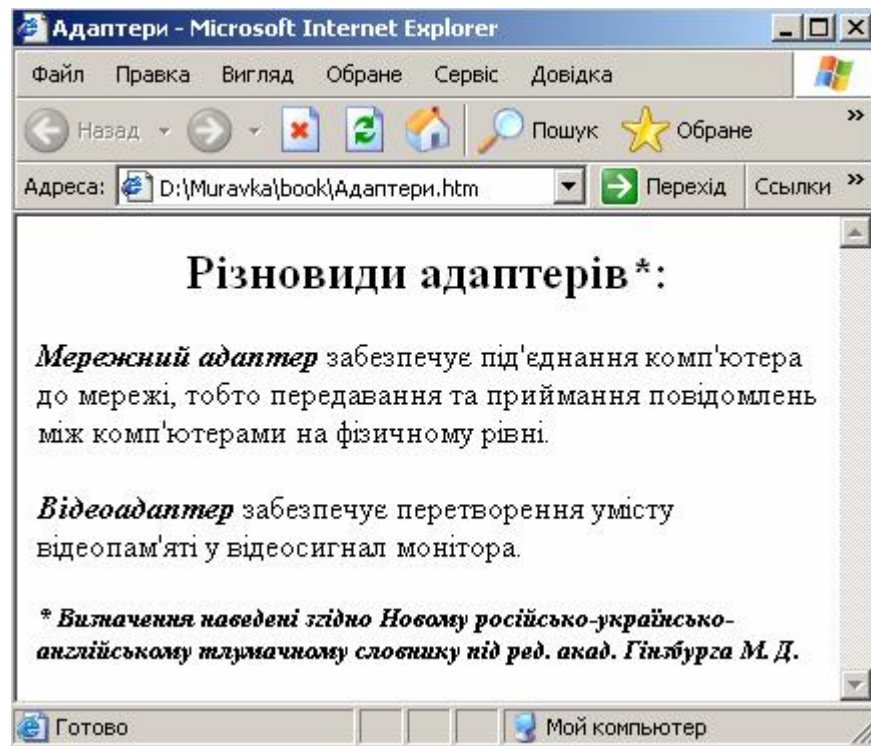 Адаптери - Microsoft Internet Explorer
Файл Правка Вигляд Обране Сервіс Довідка
Назад Пошук Обране »
Адреса: D:\Muravka\book\Адаптери.htm Перехід Ссылки »
Різновиди адаптерів*:
Мережний адаптер забезпечує під'єднання комп'ютера
до мережі, тобто передавання та приймання повідомлень
між комп'ютерами на фізичному рівні.
Відеоадаптер забезпечує перетворення умісту
відеопам'яті у відеосигнал монітора.
* Визначення наведені згідно Новому російсько-українсько-
англійському тлумачному словнику під ред. акад. Гінзбурга М. Д.
Готово Мой компьютер